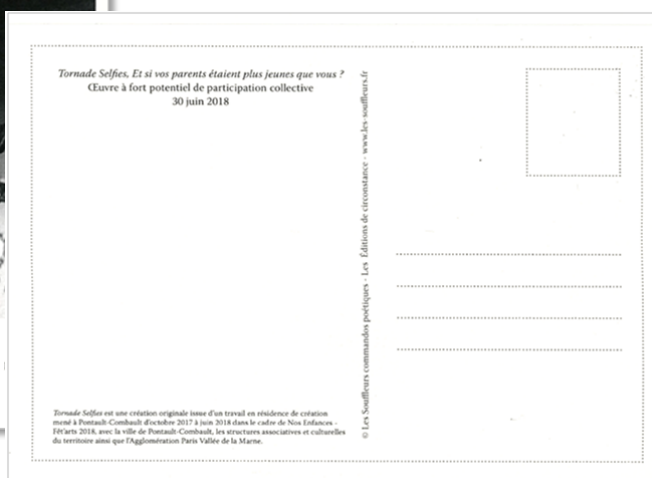 Tornade Selfies, Et si vos parents étaient plus jeunes que vous ?
Œuvre à fort potentiel de participation collective
30 juin 2018
© Les Souffleurs commandos poétiques - Les Éditions de circonstance - www.les-souffleurs.fr
Tornade Selfies est une création originale issue d'un travail en résidence de création
mené à Pontault-Combault d'octobre 2017 à juin 2018 dans le cadre de Nos Enfances -
Fêt'arts 2018, avec la ville de Pontault-Combault, les structures associatives et culturelles
du territoire ainsi que l'Agglomération Paris Vallée de la Marne.